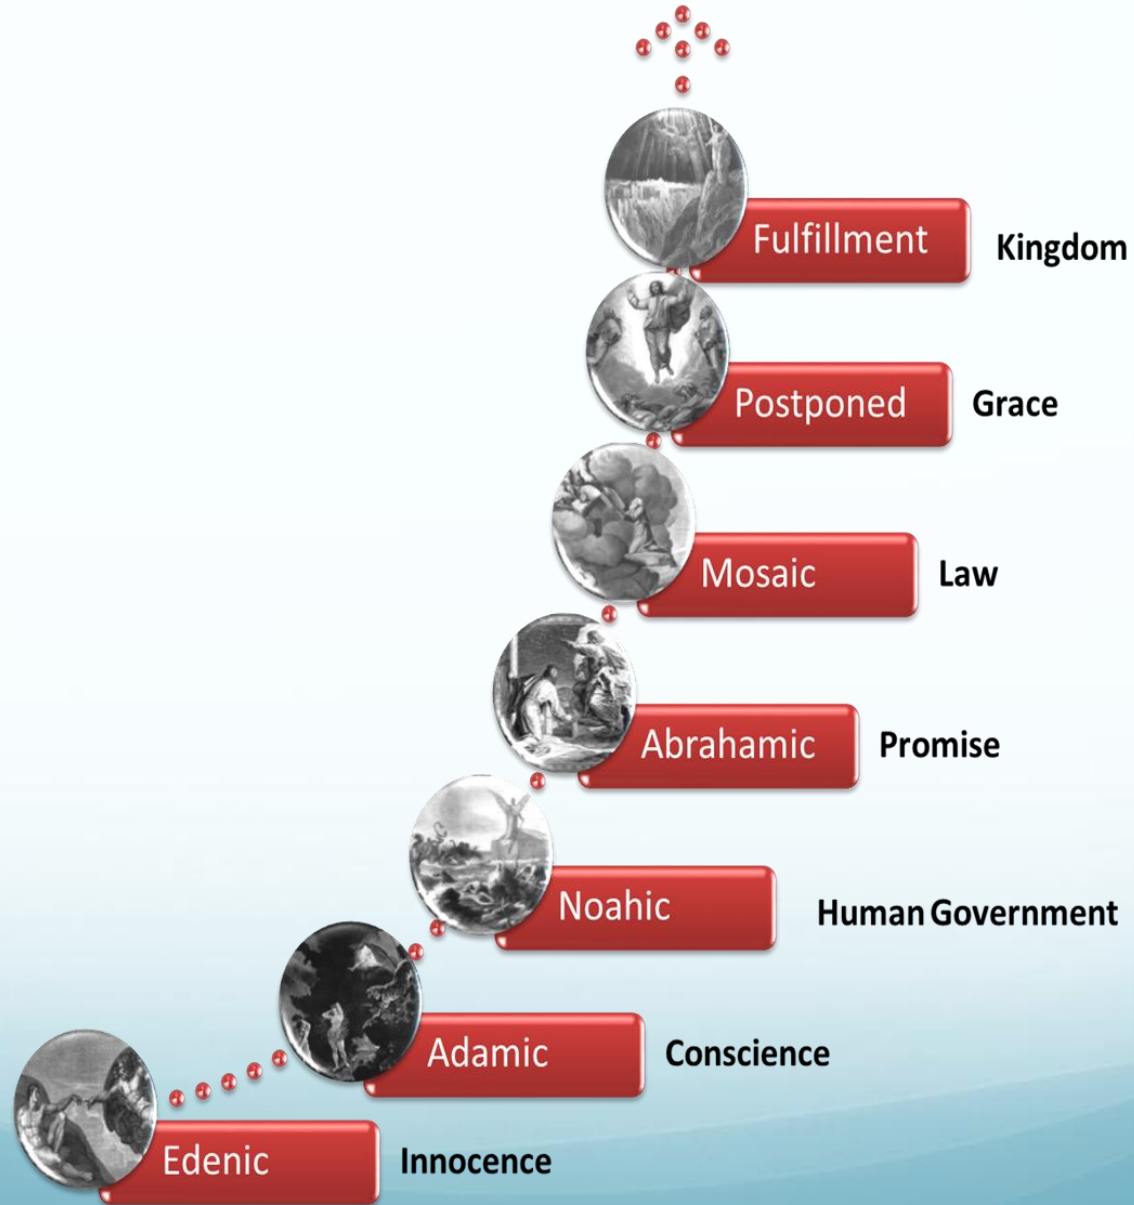 Fulfillment Kingdom
Postponed Grace
Mosaic Law
Abrahamic Promise
Noahic Human Government
Adamic Conscience
Edenic Innocence